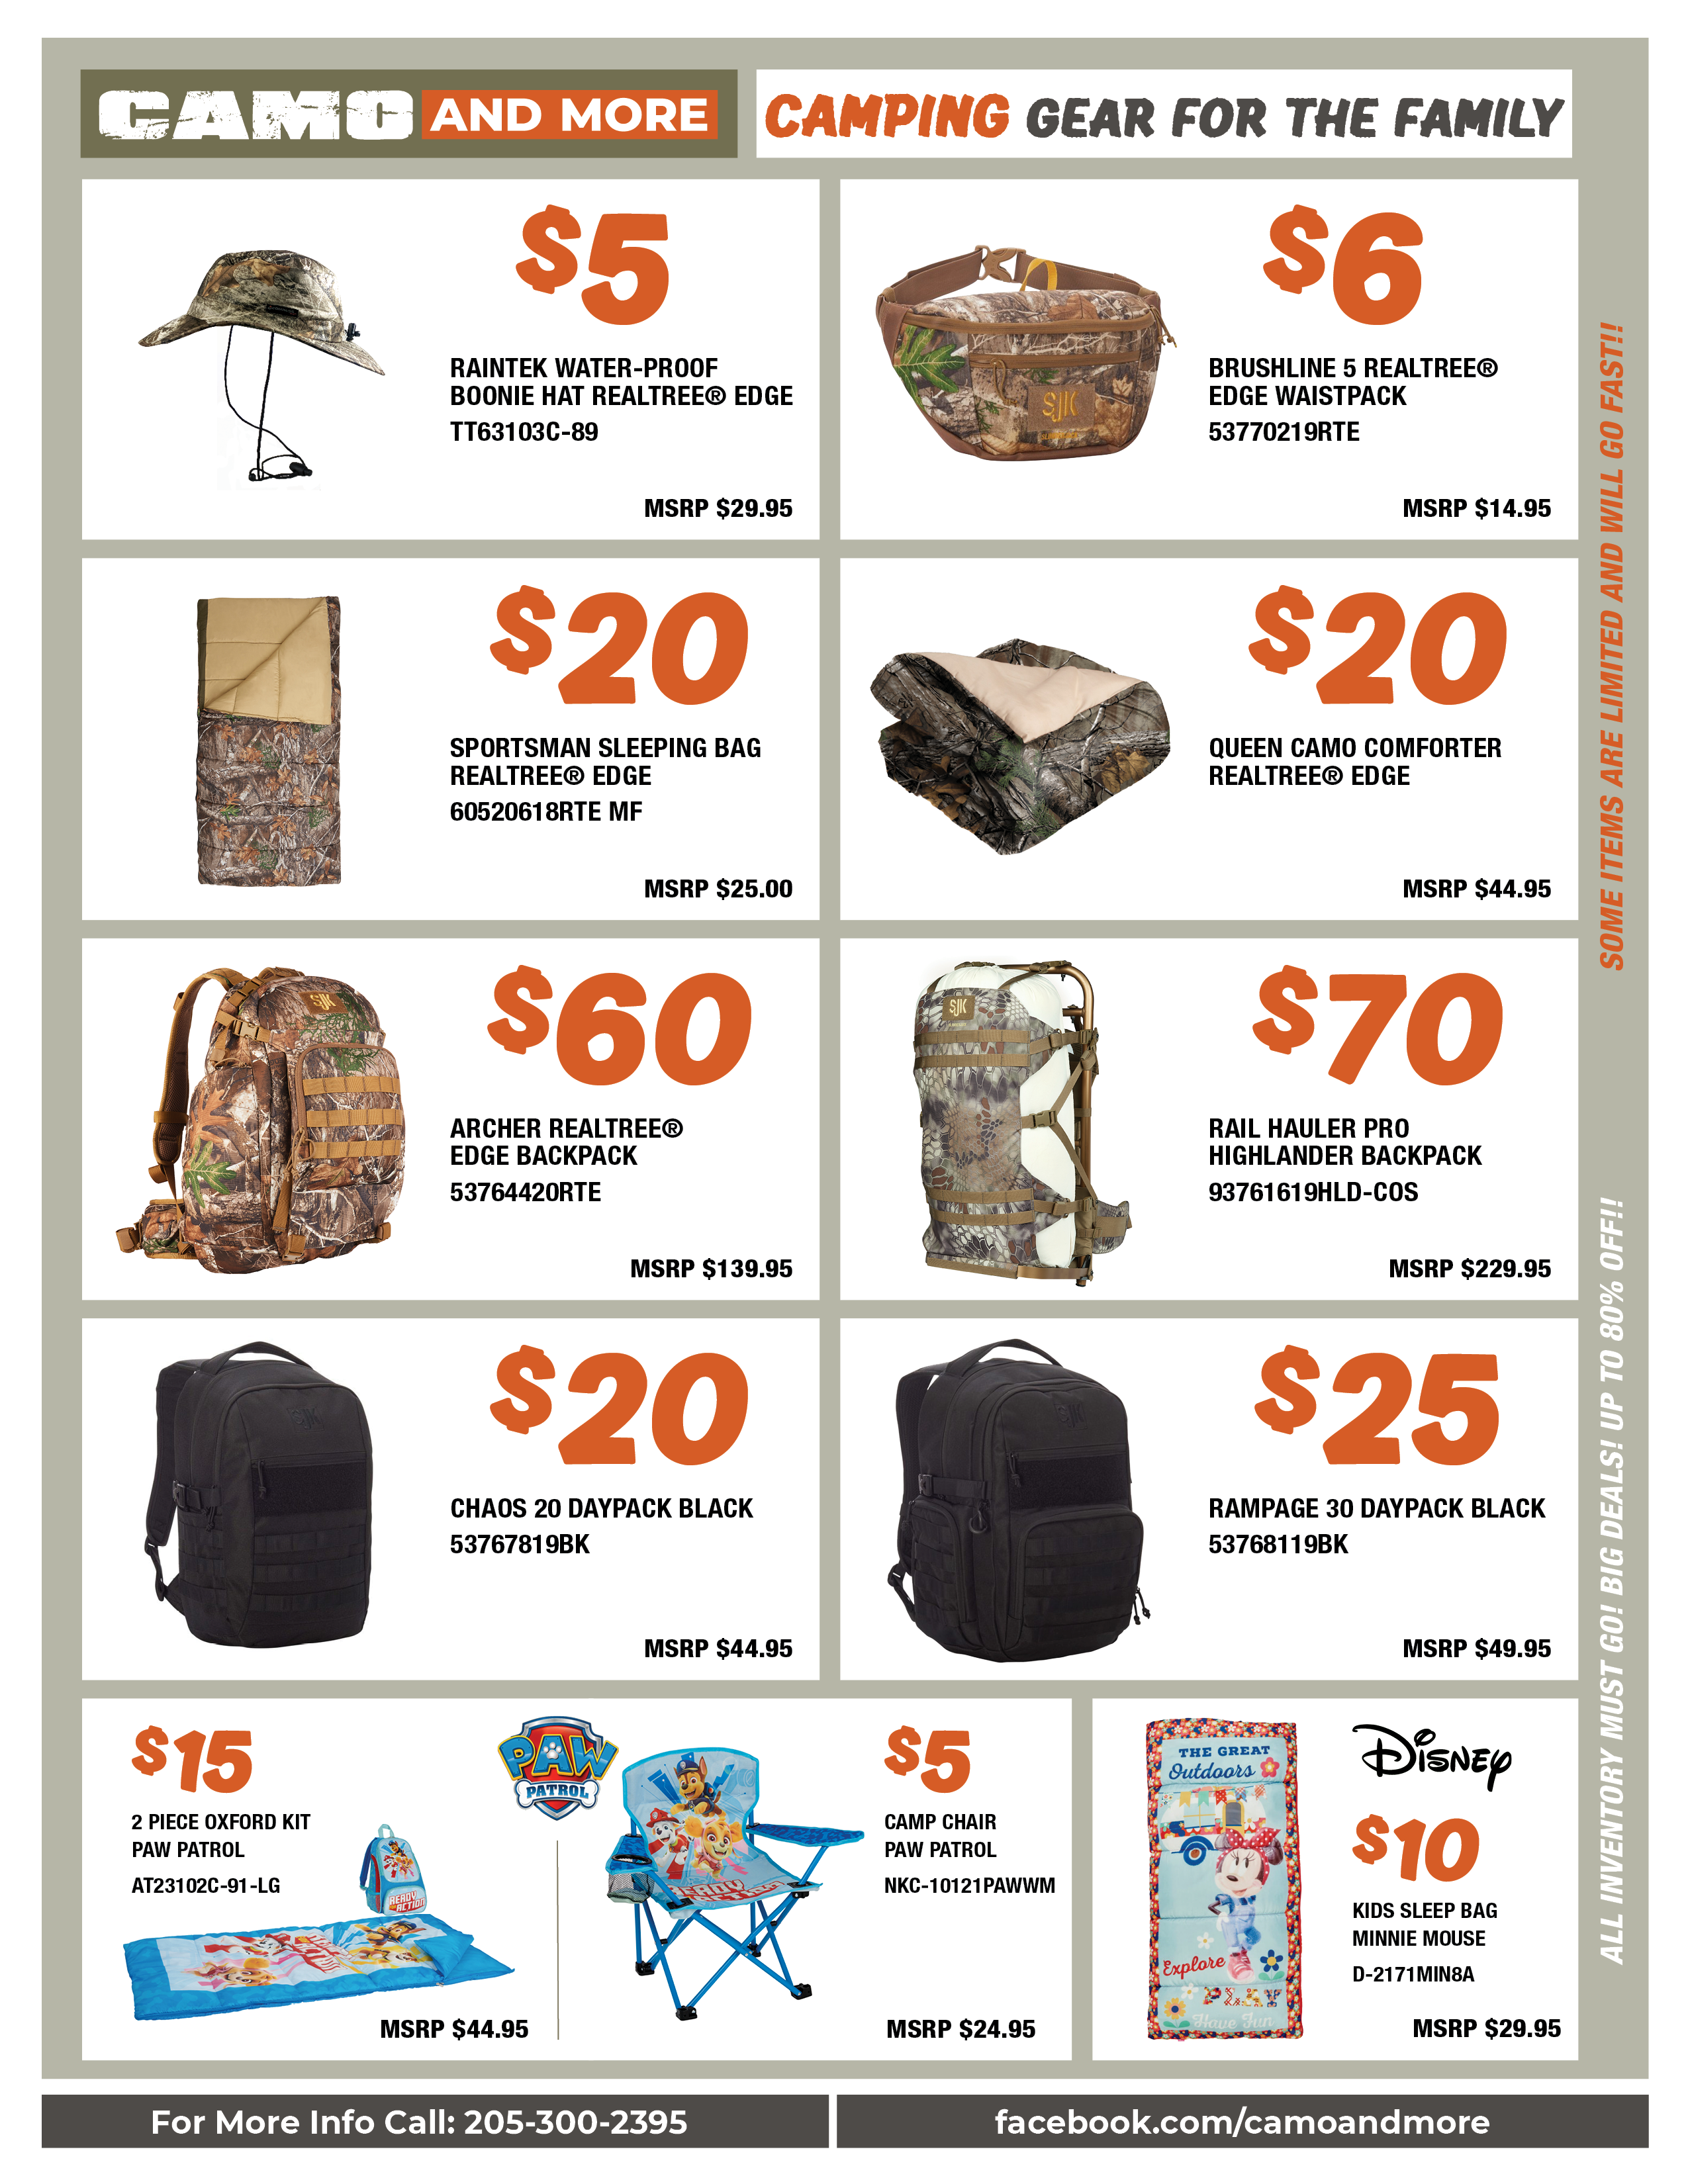 CAMO AND MORE
CAMPING GEAR FOR THE FAMILY
$5
RAINTEK WATER-PROOF
BOONIE HAT REALTREE® EDGE
TT63103C-89
MSRP $29.95
$6
SJK
BRUSHLINE 5 REALTREE®
EDGE WAISTPACK
53770219RTE
MSRP $14.95
$20
SPORTSMAN SLEEPING BAG
REALTREE® EDGE
60520618RTE MF
MSRP $25.00
$20
QUEEN CAMO COMFORTER
REALTREE® EDGE
MSRP $44.95
SJK
$60
ARCHER REALTREE®
EDGE BACKPACK
53764420RTE
MSRP $139.95
SJK
$70
RAIL HAULER PRO
HIGHLANDER BACKPACK
93761619HLD-COS
MSRP $229.95
SJK
$20
CHAOS 20 DAYPACK BLACK
53767819BK
MSRP $44.95
SJK
$25
RAMPAGE 30 DAYPACK BLACK
53768119BK
MSRP $49.95
$15
2 PIECE OXFORD KIT
PAW PATROL
AT23102C-91-LG
READY
ACTION
MSRP $44.95
PAW
PATROL
READY
$5
CAMP CHAIR
PAW PATROL
NKC-10121PAWWM
MSRP $24.95
THE GREAT
Outdoors
Explore
PLAY
Have Fun
Disney
$10
KIDS SLEEP BAG
MINNIE MOUSE
D-2171MIN8A
MSRP $29.95
SOME ITEMS ARE LIMITED AND WILL GO FAST!!
ALL INVENTORY MUST GO! BIG DEALS! UP TO 80% OFF!!
For More Info Call: 205-300-2395
facebook.com/camoandmore